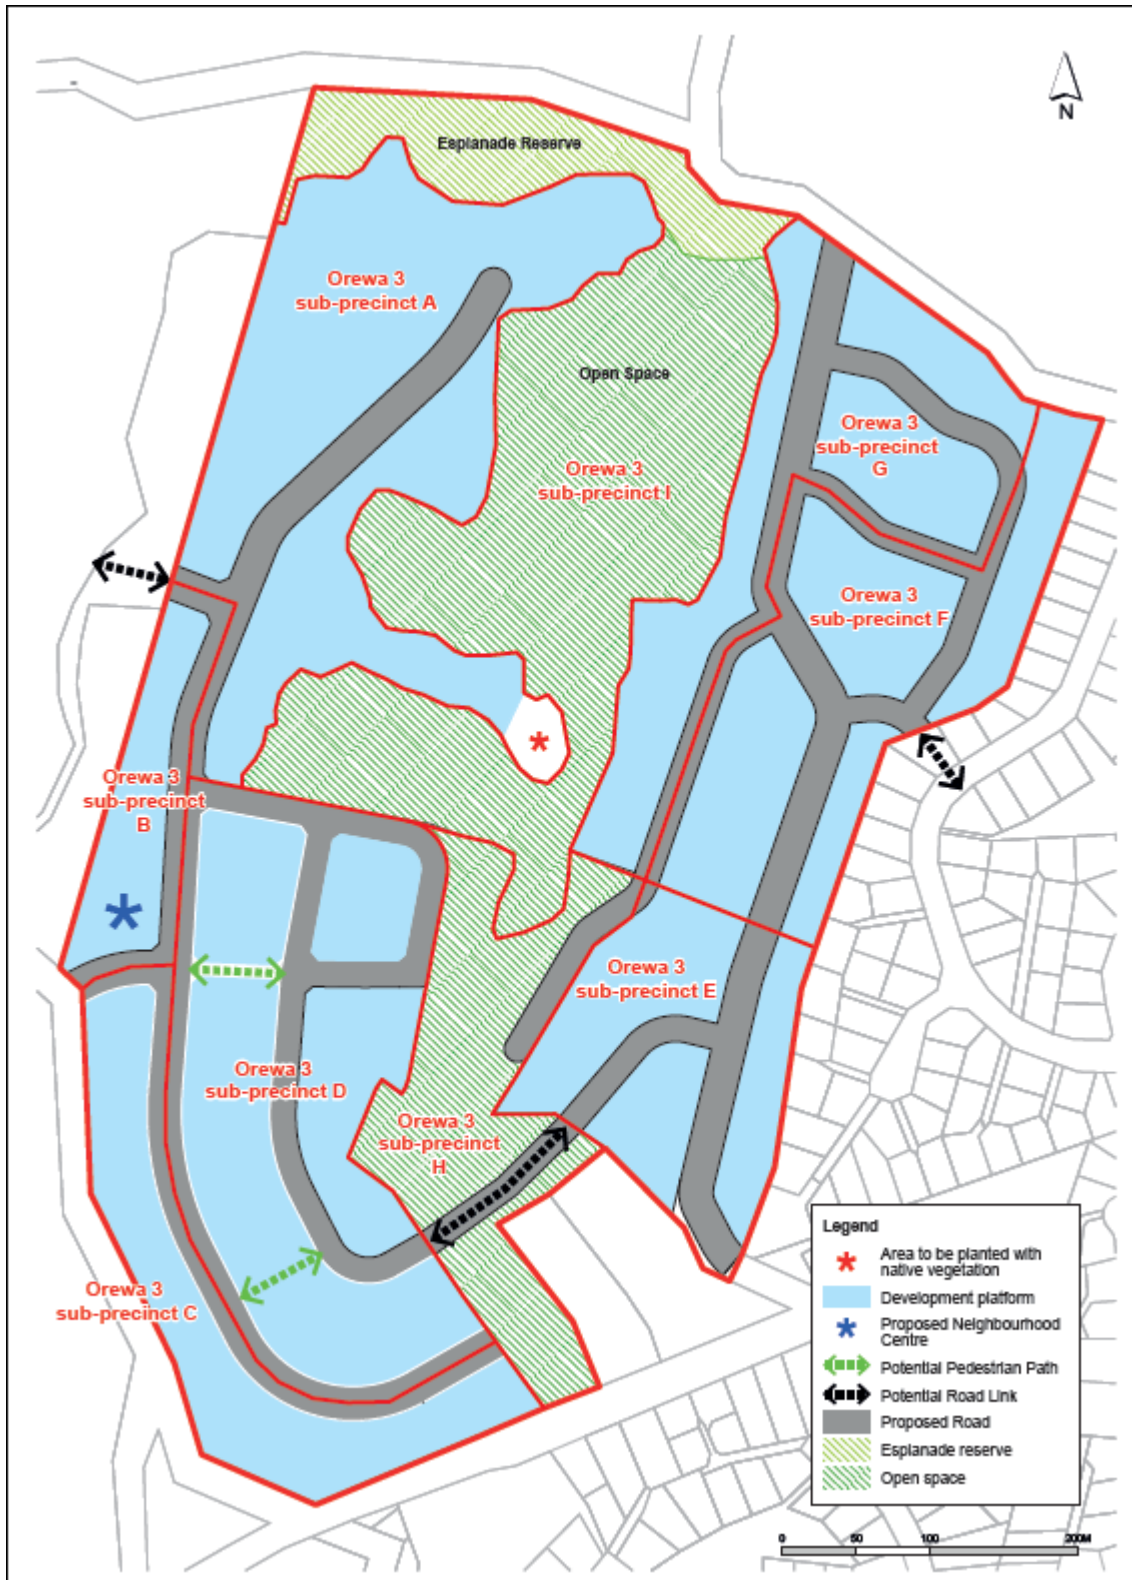 N
Esplanade Reserve
Orewa 3
sub-precinct A
Open Space
Orewa 3
sub-precinct
G
Orewa 3
sub-precinct I
Orewa 3
sub-precinct F
Orewa 3
sub-precinct
B
Orewa 3
sub-precinct E
Orewa 3
sub-precinct D
Orewa 3
sub-precinct
H
Orewa 3
sub-precinct C
Legend
Area to be planted with
native vegetation
Development platform
Proposed Neighbourhood
Centre
Potential Pedestrian Path
Potential Road Link
Proposed Road
Esplanade reserve
Open space
0 50 100 200M